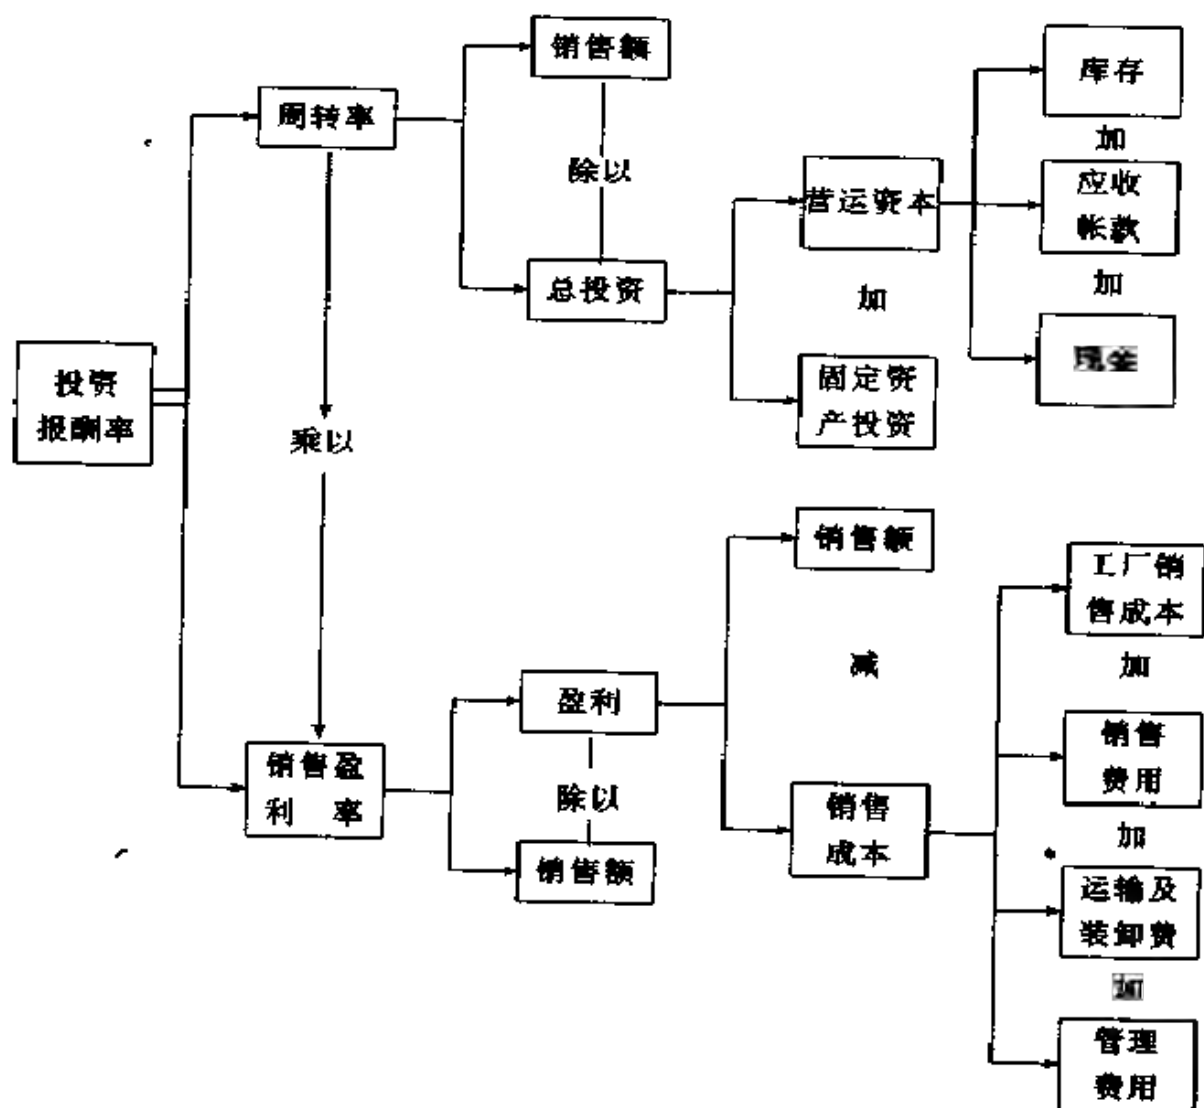 销售额
库存
周转率
加
除以
营运资本
应收
帐款
总投资
加
加
现金
投资
报酬率
固定资
产投资
乘以
销售额
工厂销
售成本
减
加
盈利
销售盈
利 率
销售
费用
除以
销售
成本
加
销售额
运输及
装卸费
加
管理
费用